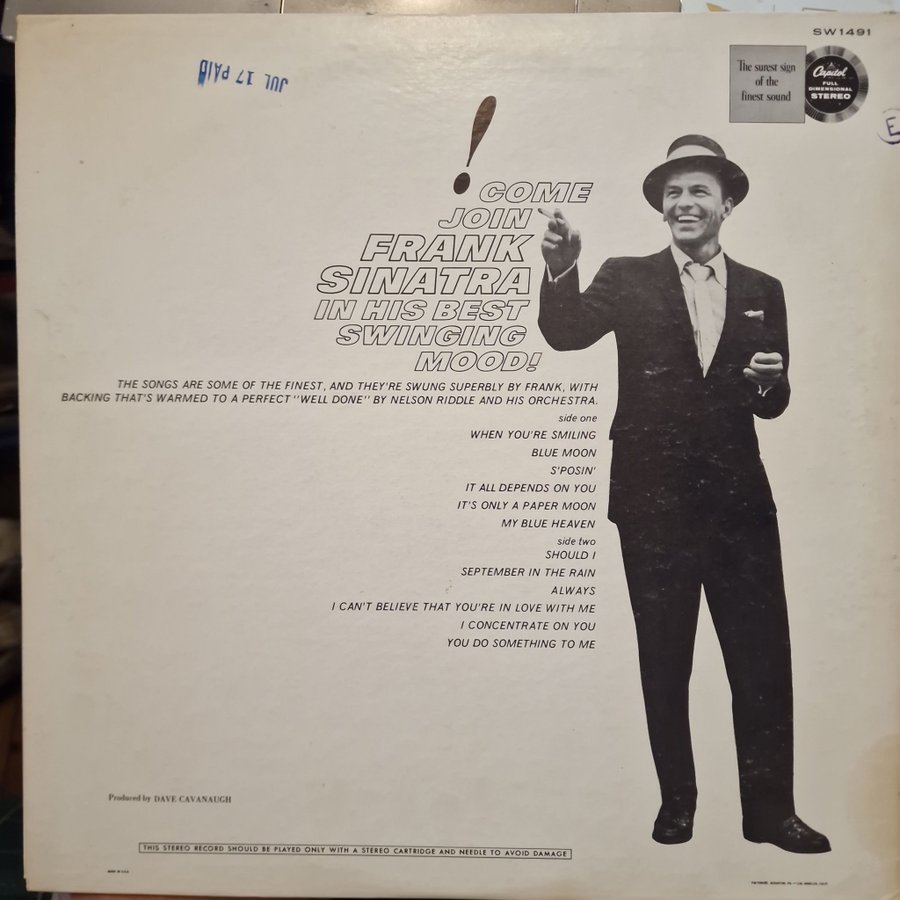 SW1491
JUL 17 PAID
The surest sign
of the
finest sound
Capitol
FULL
DIMENSIONAL
STEREO
E
! COME
JOIN
FRANK
SINATRA
IN HIS BEST
SWINGING
MOOD!
THE SONGS ARE SOME OF THE FINEST, AND THEY'RE SWUNG SUPERBLY BY FRANK, WITH
BACKING THAT'S WARMED TO A PERFECT "WELL DONE" BY NELSON RIDDLE AND HIS ORCHESTRA.
side one
WHEN YOU'RE SMILING
BLUE MOON
S'POSIN'
IT ALL DEPENDS ON YOU
IT'S ONLY A PAPER MOON
MY BLUE HEAVEN
side two
SHOULD I
SEPTEMBER IN THE RAIN
ALWAYS
I CAN'T BELIEVE THAT YOU'RE IN LOVE WITH ME
I CONCENTRATE ON YOU
YOU DO SOMETHING TO ME
Produced by DAVE CAVANAUGH
THIS STEREO RECORD SHOULD BE PLAYED ONLY WITH A STEREO CARTRIDGE AND NEEDLE TO AVOID DAMAGE